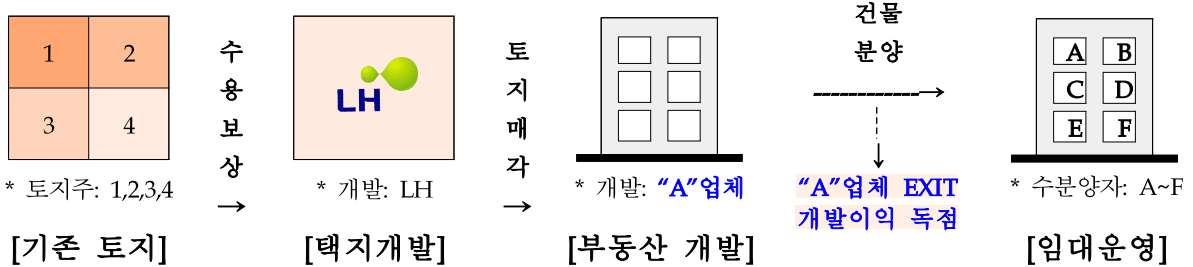 1 2
3 4
* 토지주: 1,2,3,4
[기존 토지]
수용보상
→
LH
* 개발: LH
[택지개발]
토지매각
→
* 개발: “A”업체
[부동산 개발]
건물
분양
“A”업체 EXIT
개발이익 독점
A B
C D
E F
* 수분양자: A~F
[임대운영]